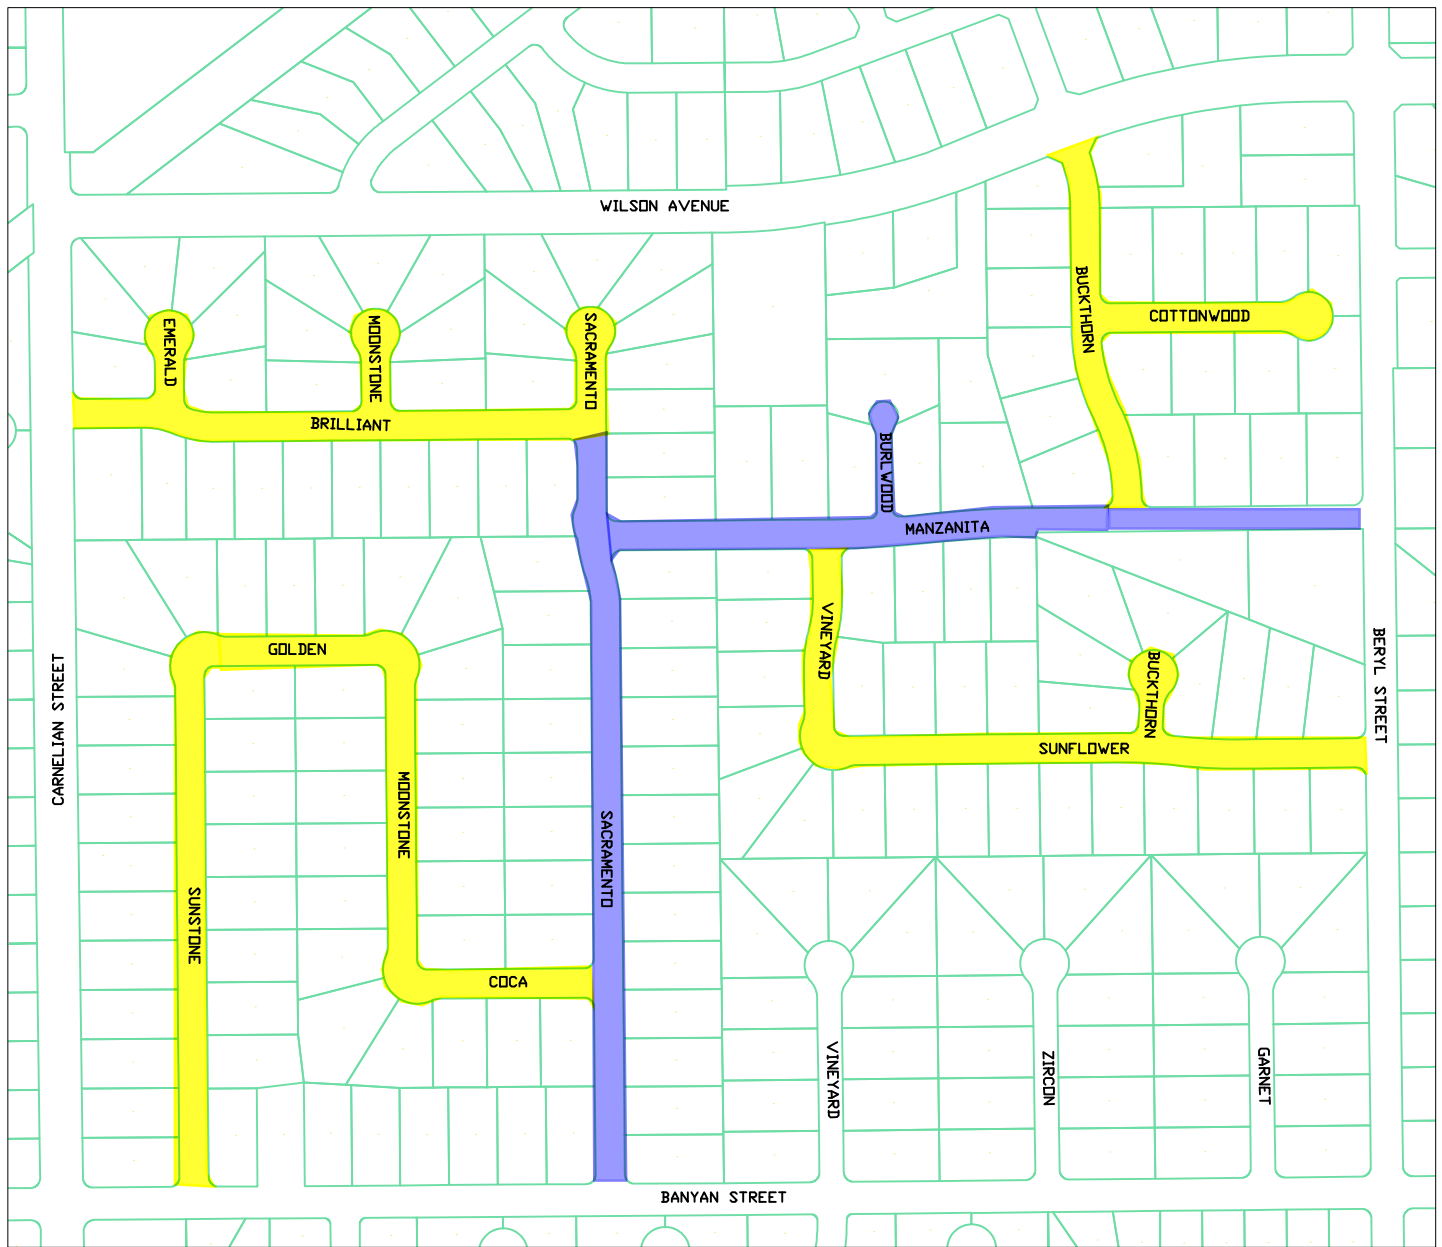 WILSON AVENUE
BUCKTHORN
COTTONWOOD
EMERALD
MOONSTONE
SACRAMENTO
BRILLIANT
BURLWOOD
MANZANITA
GOLDEN
VINEYARD
BUCKTHORN
BERYL STREET
CARNELIAN STREET
SUNFLOWER
MOONSTONE
SACRAMENTO
SUNSTONE
COCA
VINEYARD
ZIRCON
GARNET
BANYAN STREET